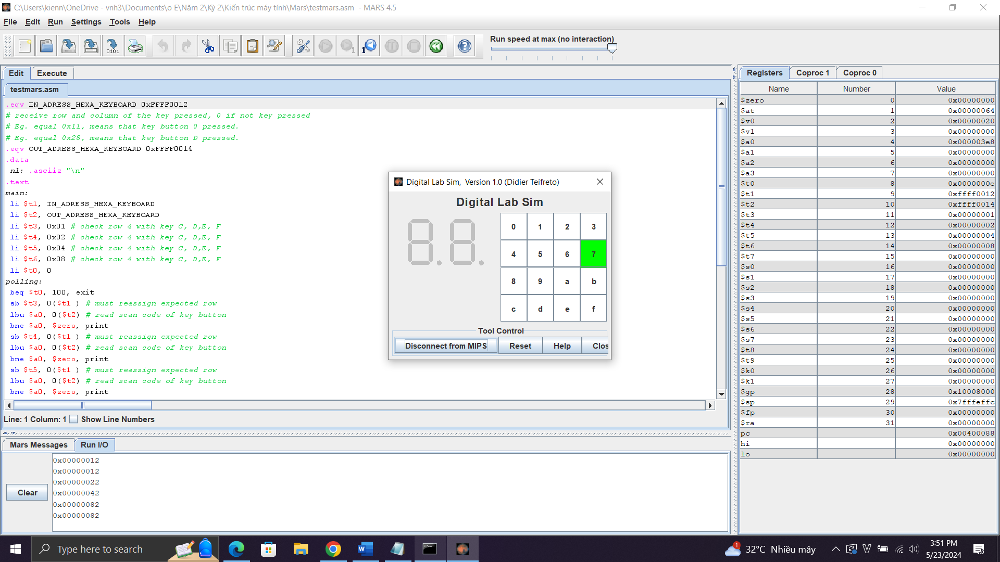 C:\Users\kienn\OneDrive - vnh3\Documents\o E\Năm 2\Kỳ 2\Kiến trúc máy tính\Mars\testmars.asm - MARS 4.5
File Edit Run Settings Tools Help
Run speed at max (no interaction)
Edit Execute
testmars.asm
.eqv IN_ADRESS_HEXA_KEYBOARD 0xFFFF0012
# receive row and column of the key pressed, 0 if not key pressed
# Eg. equal 0x11, means that key button 0 pressed.
# Eg. equal 0x28, means that key button D pressed.
.eqv OUT_ADRESS_HEXA_KEYBOARD 0xFFFF0014
.data
nl: .asciiz "\n"
.text
main:
li $t1, IN_ADRESS_HEXA_KEYBOARD
li $t2, OUT_ADRESS_HEXA_KEYBOARD
li $t3, 0x01 # check row 4 with key C, D,E, F
li $t4, 0x02 # check row 4 with key C, D,E, F
li $t5, 0x04 # check row 4 with key C, D,E, F
li $t6, 0x08 # check row 4 with key C, D,E, F
li $t0, 0
polling:
beq $t0, 100, exit
sb $t3, 0($t1 ) # must reassign expected row
lbu $a0, 0($t2) # read scan code of key button
bne $a0, $zero, print
sb $t4, 0($t1 ) # must reassign expected row
lbu $a0, 0($t2) # read scan code of key button
bne $a0, $zero, print
sb $t5, 0($t1 ) # must reassign expected row
lbu $a0, 0($t2) # read scan code of key button
bne $a0, $zero, print
Line: 1 Column: 1 Show Line Numbers
Mars Messages Run I/O
Clear
0x00000012
0x00000012
0x00000022
0x00000042
0x00000082
0x00000082
Digital Lab Sim, Version 1.0 (Didier Teifreto)
Digital Lab Sim
8.8.
0 1 2 3
4 5 6 7
8 9 a b
c d e f
Tool Control
Disconnect from MIPS Reset Help Clos
Registers Coproc 1 Coproc 0
Name Number Value
$zero 0 0x00000000
$at 1 0x00000064
$v0 2 0x00000020
$v1 3 0x00000000
$a0 4 0x000003e8
$a1 5 0x00000000
$a2 6 0x00000000
$a3 7 0x00000000
$t0 8 0x0000000e
$t1 9 0xffff0012
$t2 10 0xffff0014
$t3 11 0x00000001
$t4 12 0x00000002
$t5 13 0x00000004
$t6 14 0x00000008
$t7 15 0x00000000
$s0 16 0x00000000
$s1 17 0x00000000
$s2 18 0x00000000
$s3 19 0x00000000
$s4 20 0x00000000
$s5 21 0x00000000
$s6 22 0x00000000
$s7 23 0x00000000
$t8 24 0x00000000
$t9 25 0x00000000
$k0 26 0x00000000
$k1 27 0x00000000
$gp 28 0x10008000
$sp 29 0x7fffeffc
$fp 30 0x00000000
$ra 31 0x00000000
pc 0x00400088
hi 0x00000000
lo 0x00000000
Type here to search
1 32°C Nhiều mây
3:51 PM
5/23/2024